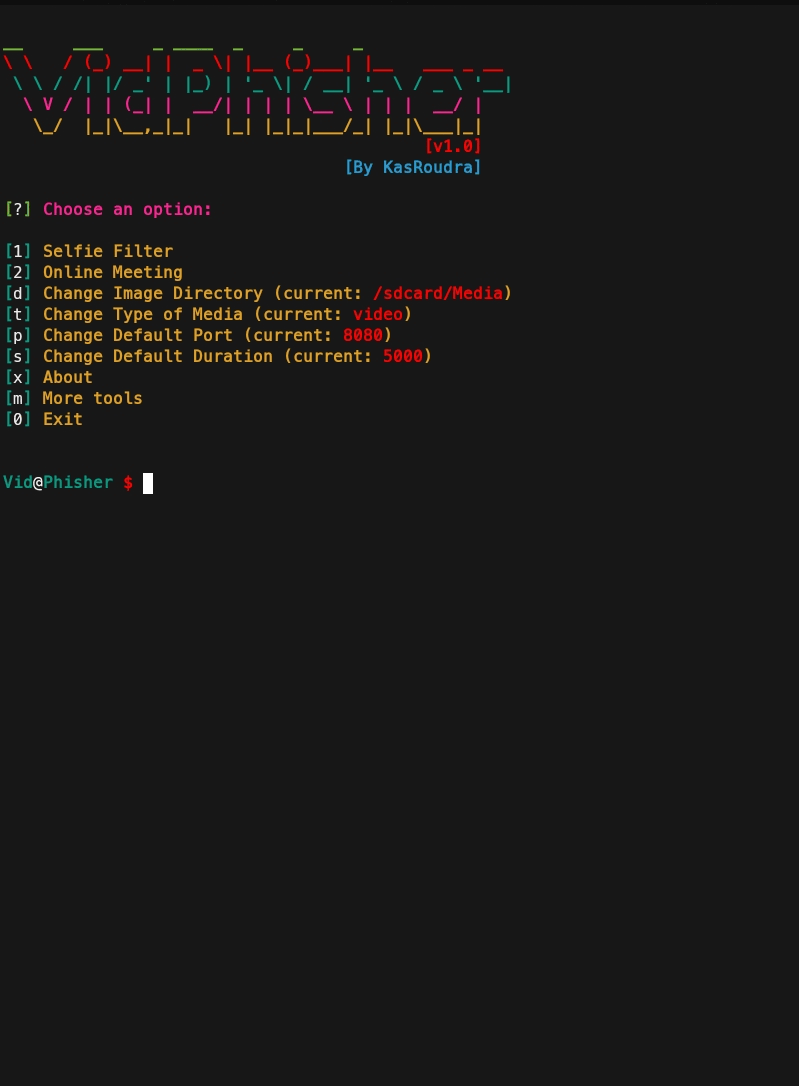 VidPhisher
[v1.0]
[By KasRoudra]
[?] Choose an option:
[1] Selfie Filter
[2] Online Meeting
[d] Change Image Directory (current: /sdcard/Media)
[t] Change Type of Media (current: video)
[p] Change Default Port (current: 8080)
[s] Change Default Duration (current: 5000)
[x] About
[m] More tools
[0] Exit
Vid@Phisher $